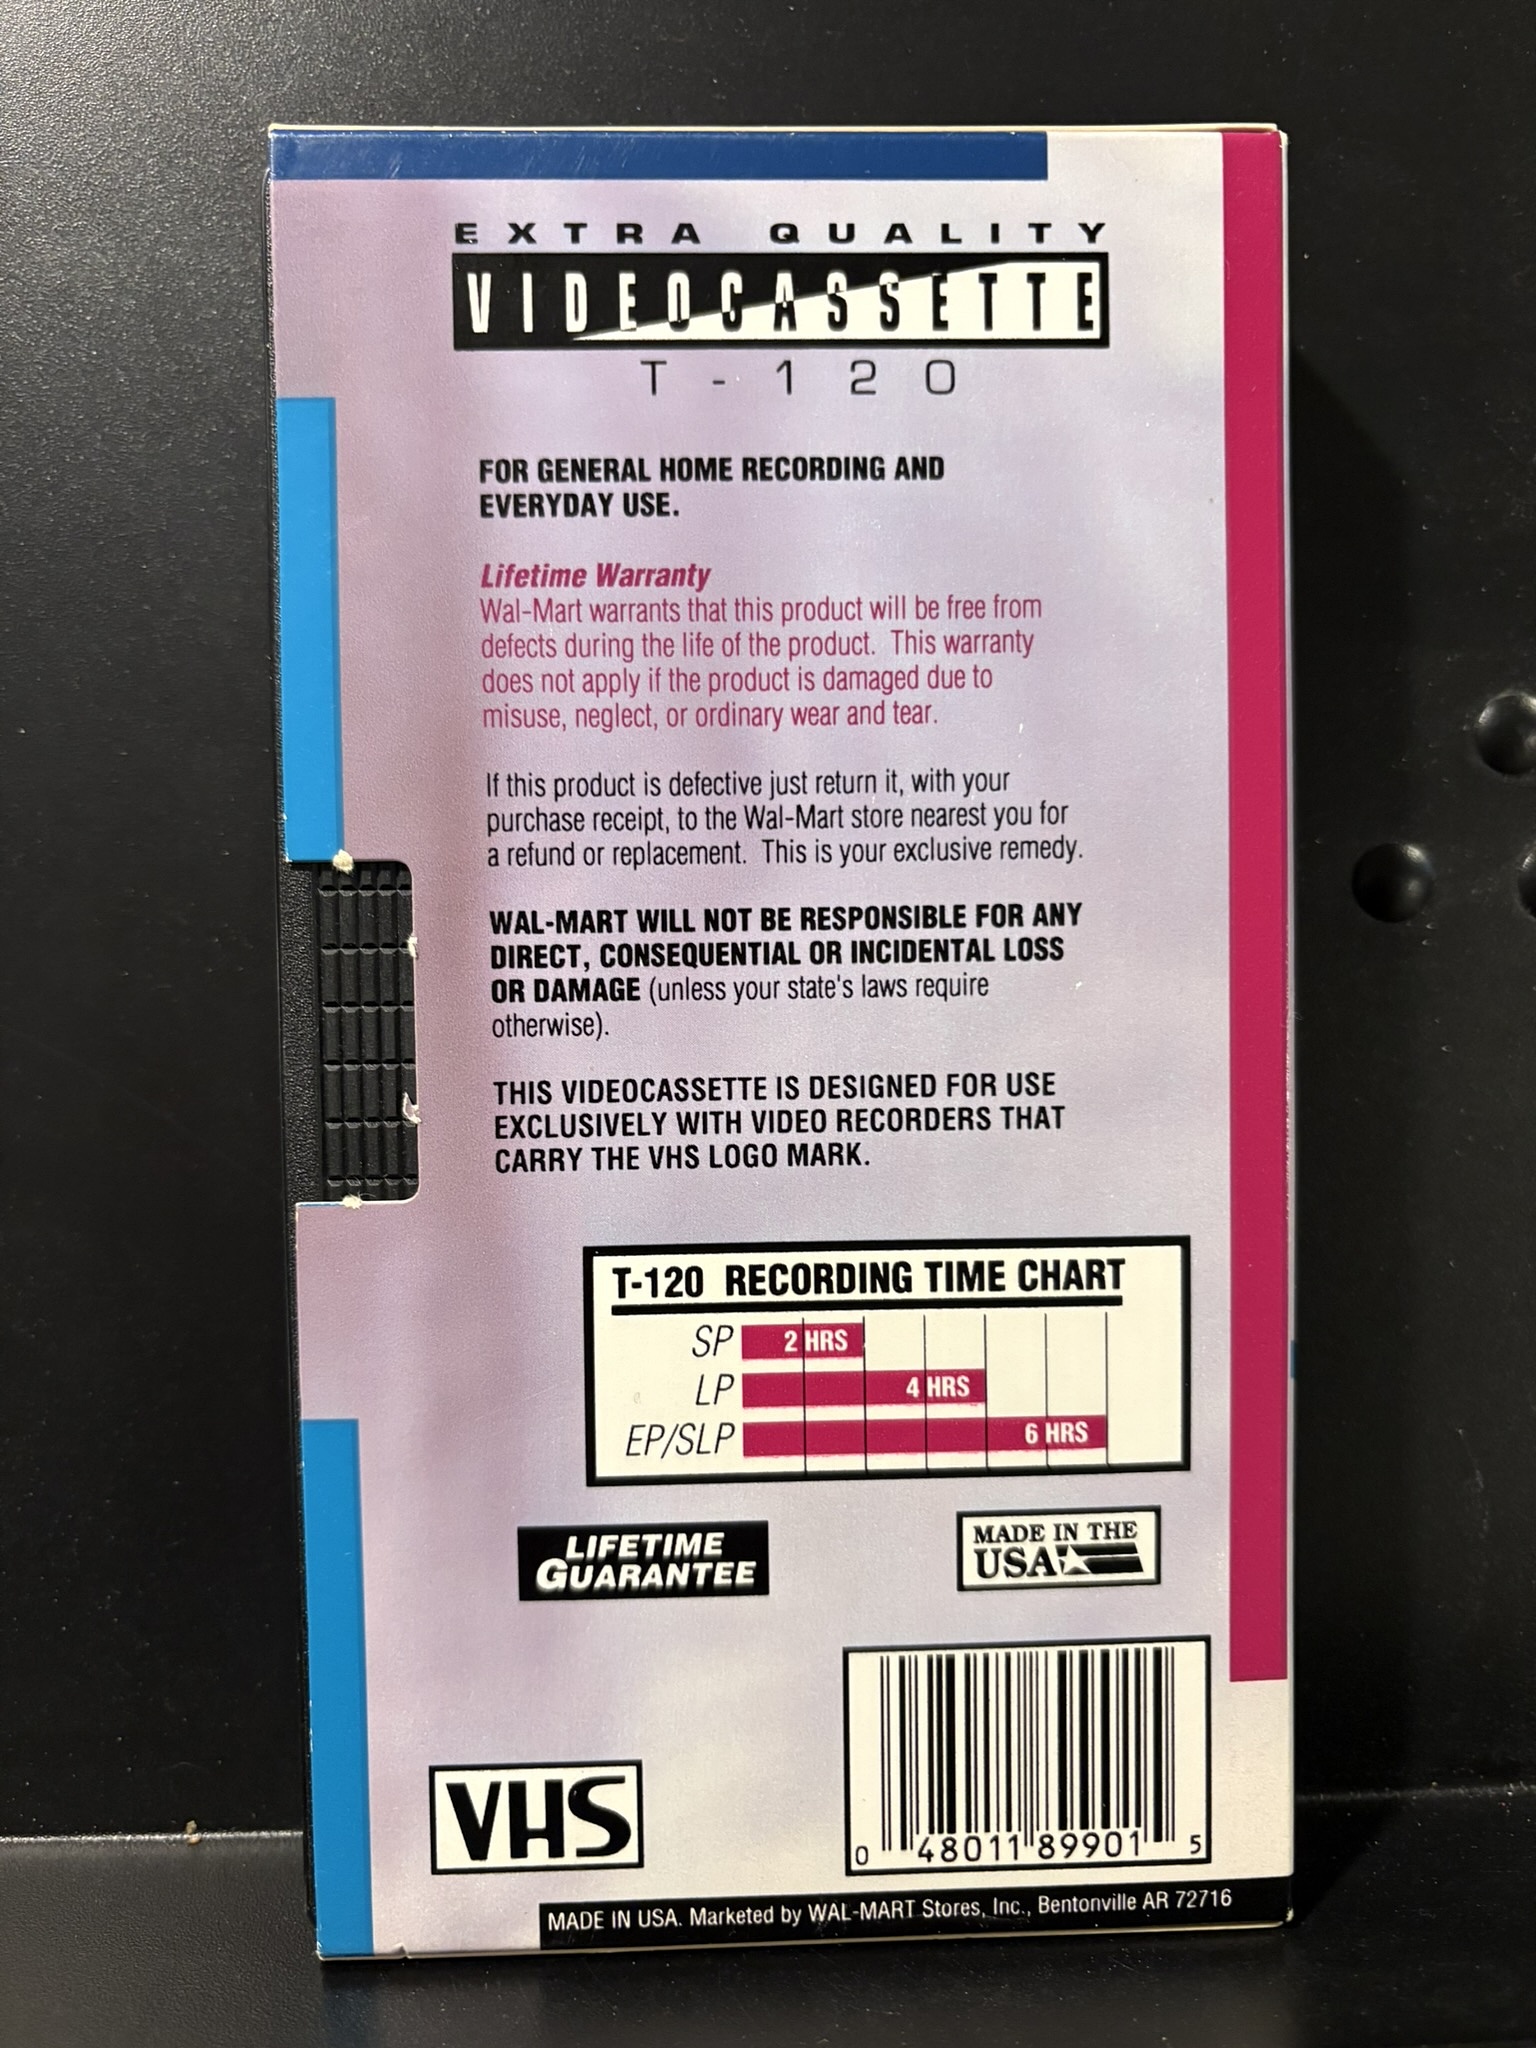 EXTRA QUALITY
VIDEOCASSETTE
T-120
FOR GENERAL HOME RECORDING AND
EVERYDAY USE.
Lifetime Warranty
Wal-Mart warrants that this product will be free from
defects during the life of the product. This warranty
does not apply if the product is damaged due to
misuse, neglect, or ordinary wear and tear.
If this product is defective just return it, with your
purchase receipt, to the Wal-Mart store nearest you for
a refund or replacement. This is your exclusive remedy.
WAL-MART WILL NOT BE RESPONSIBLE FOR ANY
DIRECT, CONSEQUENTIAL OR INCIDENTAL LOSS
OR DAMAGE (unless your state's laws require
otherwise).
THIS VIDEOCASSETTE IS DESIGNED FOR USE
EXCLUSIVELY WITH VIDEO RECORDERS THAT
CARRY THE VHS LOGO MARK.
T-120 RECORDING TIME CHART
SP 2 HRS
LP 4 HRS
EP/SLP 6 HRS
LIFETIME
GUARANTEE
MADE IN THE
USA
VHS
0 48011 89901 5
MADE IN USA. Marketed by WAL-MART Stores, Inc., Bentonville AR 72716